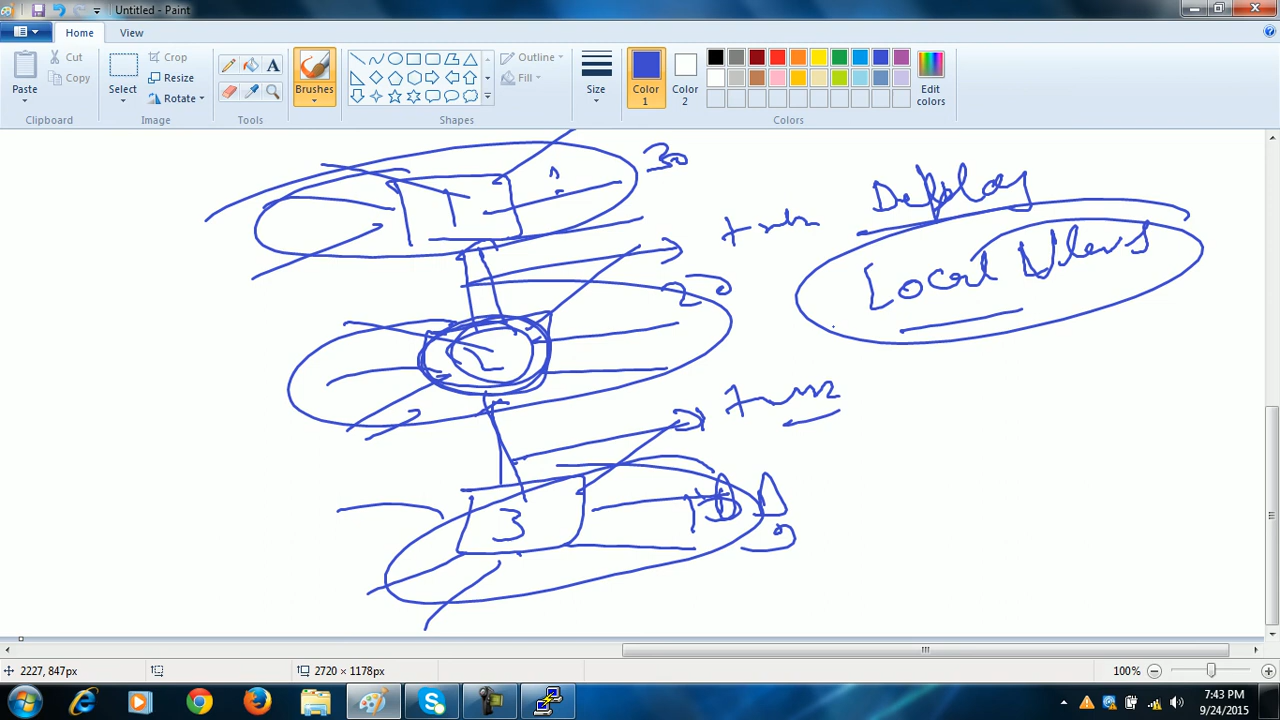 Untitled - Paint
Home View
Paste
Cut
Copy
Clipboard
Select
Crop
Resize
Rotate
Image
Tools
Brushes
Shapes
Outline
Fill
Size
Color 1
Color 2
Edit colors
Colors
1
30
20
2
3
Local
2227, 847px
2720 × 1178px
100%
7:43 PM
9/24/2015